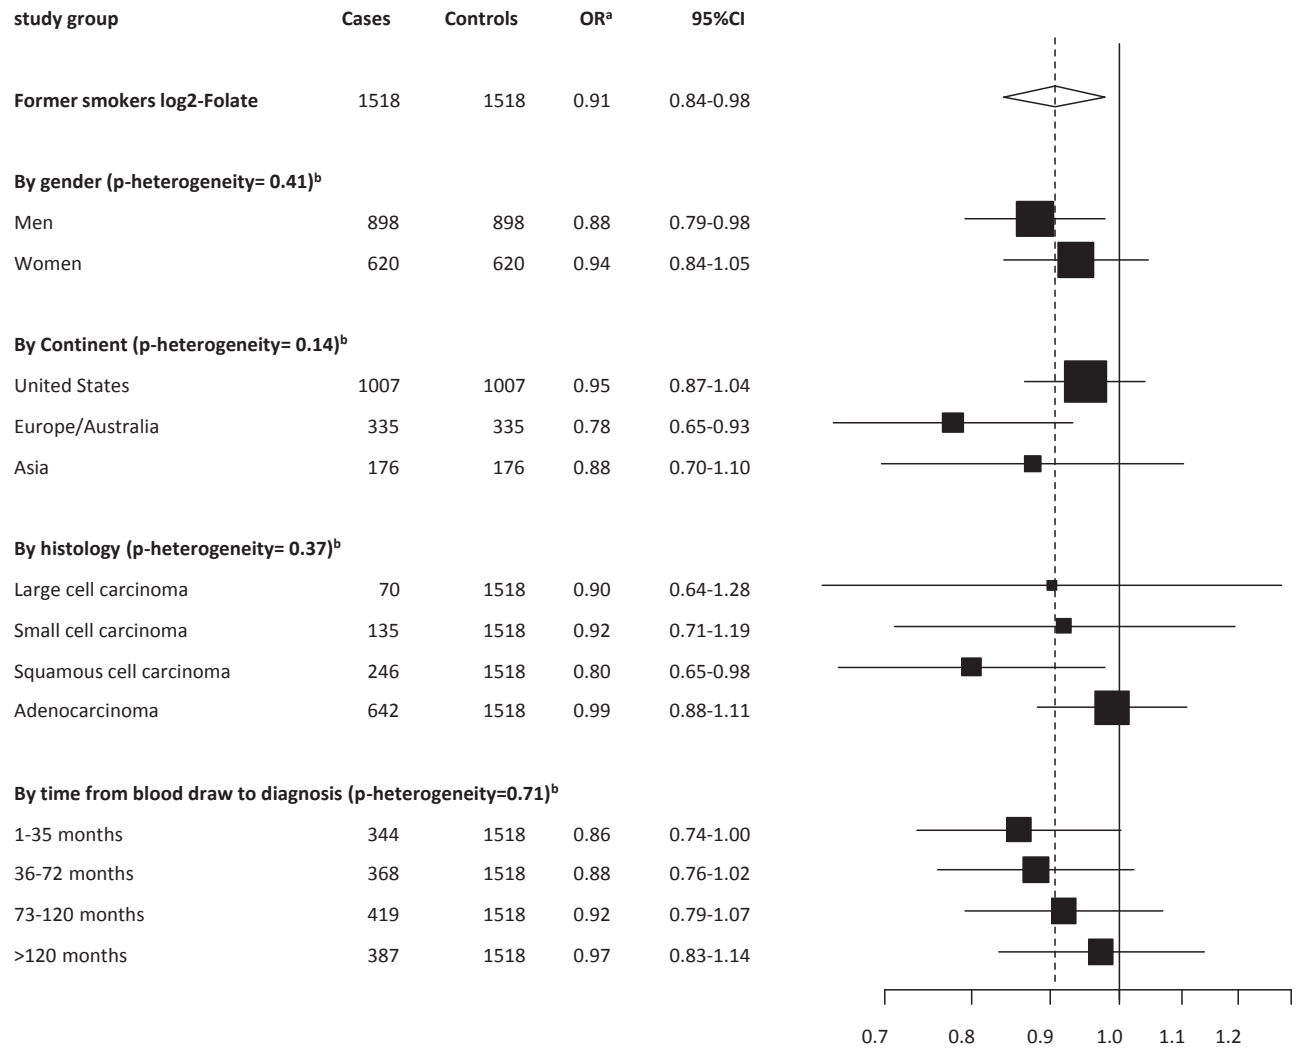 study group Cases Controls ORᵃ 95%CI
Former smokers log2-Folate 1518 1518 0.91 0.84-0.98
By gender (p-heterogeneity= 0.41)ᵇ
Men 898 898 0.88 0.79-0.98
Women 620 620 0.94 0.84-1.05
By Continent (p-heterogeneity= 0.14)ᵇ
United States 1007 1007 0.95 0.87-1.04
Europe/Australia 335 335 0.78 0.65-0.93
Asia 176 176 0.88 0.70-1.10
By histology (p-heterogeneity= 0.37)ᵇ
Large cell carcinoma 70 1518 0.90 0.64-1.28
Small cell carcinoma 135 1518 0.92 0.71-1.19
Squamous cell carcinoma 246 1518 0.80 0.65-0.98
Adenocarcinoma 642 1518 0.99 0.88-1.11
By time from blood draw to diagnosis (p-heterogeneity=0.71)ᵇ
1-35 months 344 1518 0.86 0.74-1.00
36-72 months 368 1518 0.88 0.76-1.02
73-120 months 419 1518 0.92 0.79-1.07
>120 months 387 1518 0.97 0.83-1.14
0.7 0.8 0.9 1.0 1.1 1.2